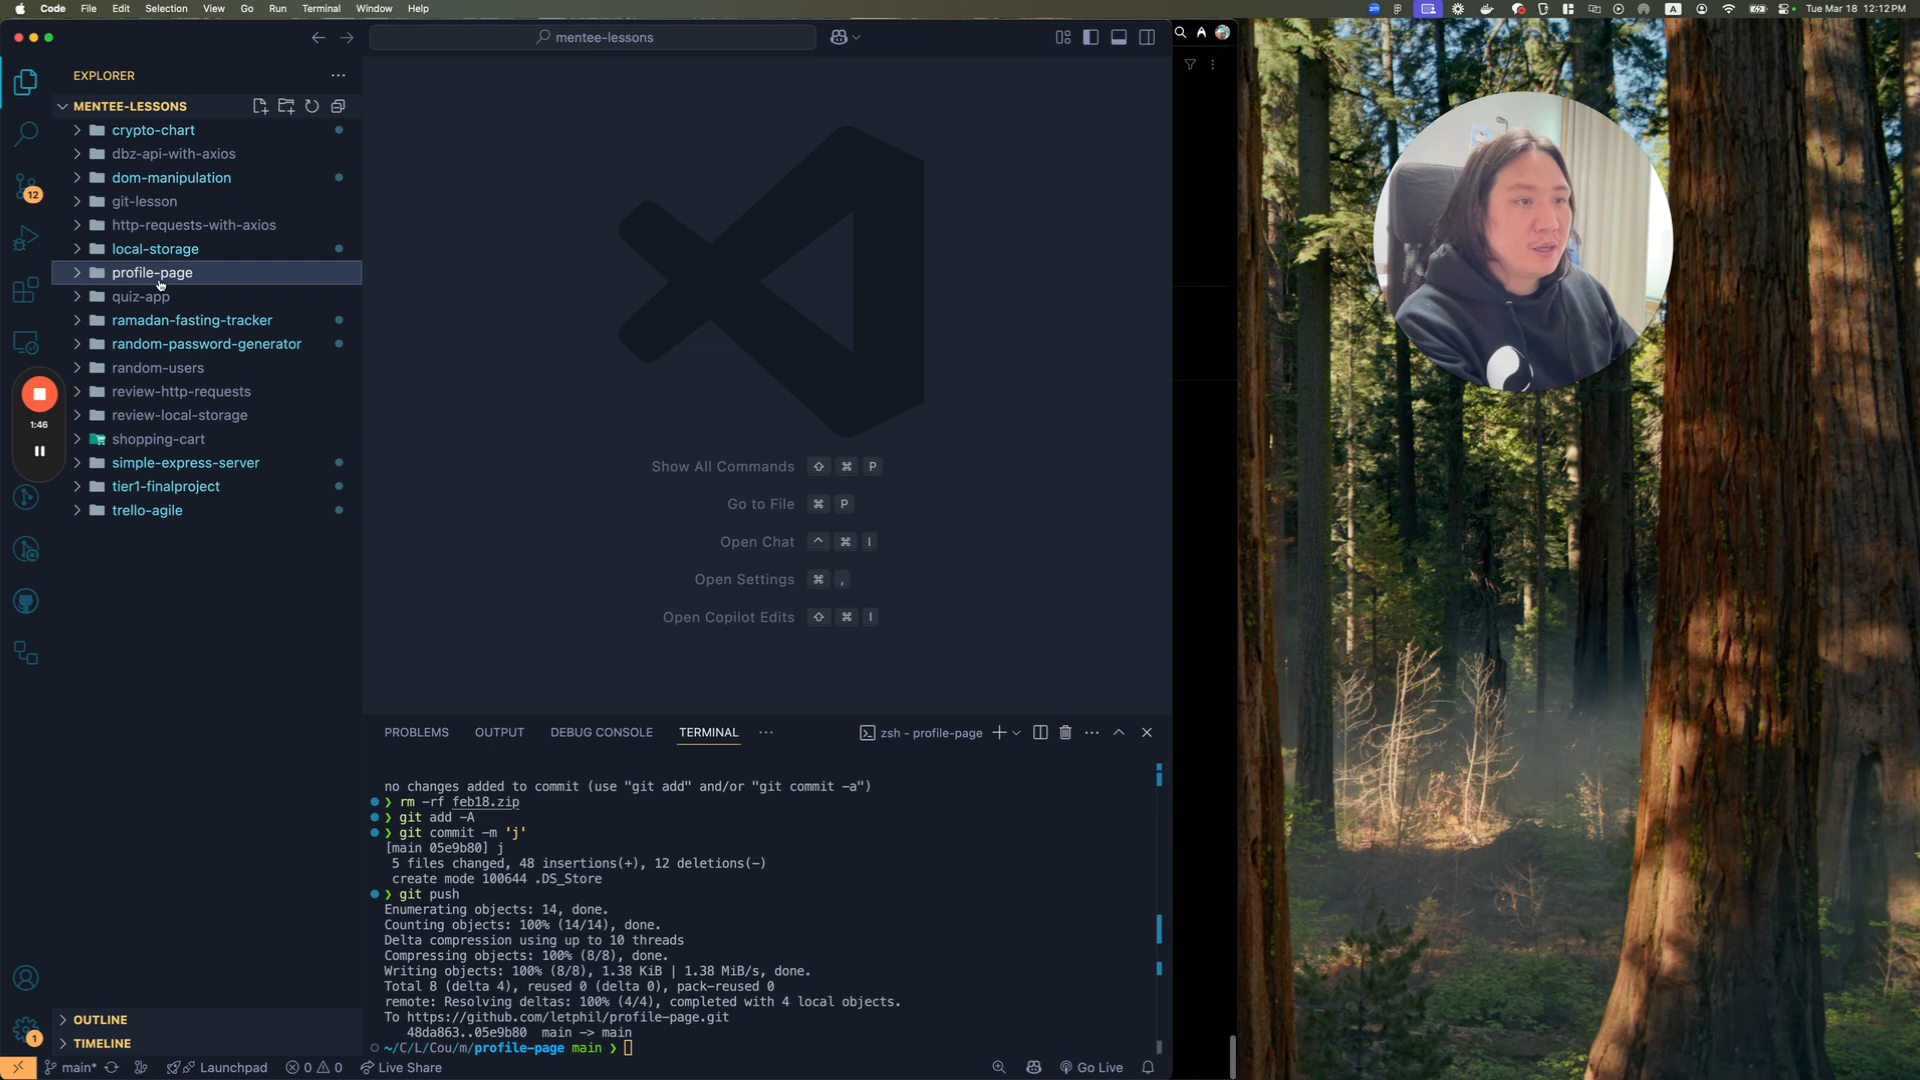 Code File Edit Selection View Go Run Terminal Window Help
Tue Mar 18 12:12 PM
mentee-lessons
EXPLORER
MENTEE-LESSONS
crypto-chart
dbz-api-with-axios
dom-manipulation
git-lesson
http-requests-with-axios
local-storage
profile-page
quiz-app
ramadan-fasting-tracker
random-password-generator
random-users
review-http-requests
review-local-storage
shopping-cart
simple-express-server
tier1-finalproject
trello-agile
12
1:46
Show All Commands ⇧ ⌘ P
Go to File ⌘ P
Open Chat ^ ⌘ I
Open Settings ⌘ ,
Open Copilot Edits ⇧ ⌘ I
PROBLEMS OUTPUT DEBUG CONSOLE TERMINAL
zsh - profile-page
no changes added to commit (use "git add" and/or "git commit -a")
❯ rm -rf feb18.zip
❯ git add -A
❯ git commit -m 'j'
[main 05e9b80] j
5 files changed, 48 insertions(+), 12 deletions(-)
create mode 100644 .DS_Store
❯ git push
Enumerating objects: 14, done.
Counting objects: 100% (14/14), done.
Delta compression using up to 10 threads
Compressing objects: 100% (8/8), done.
Writing objects: 100% (8/8), 1.38 KiB | 1.38 MiB/s, done.
Total 8 (delta 4), reused 0 (delta 0), pack-reused 0
remote: Resolving deltas: 100% (4/4), completed with 4 local objects.
To https://github.com/letphil/profile-page.git
48da863..05e9b80 main -> main
~/C/L/Cou/m/profile-page main ❯
OUTLINE
TIMELINE
1
main* Launchpad 0 0 Live Share
Go Live